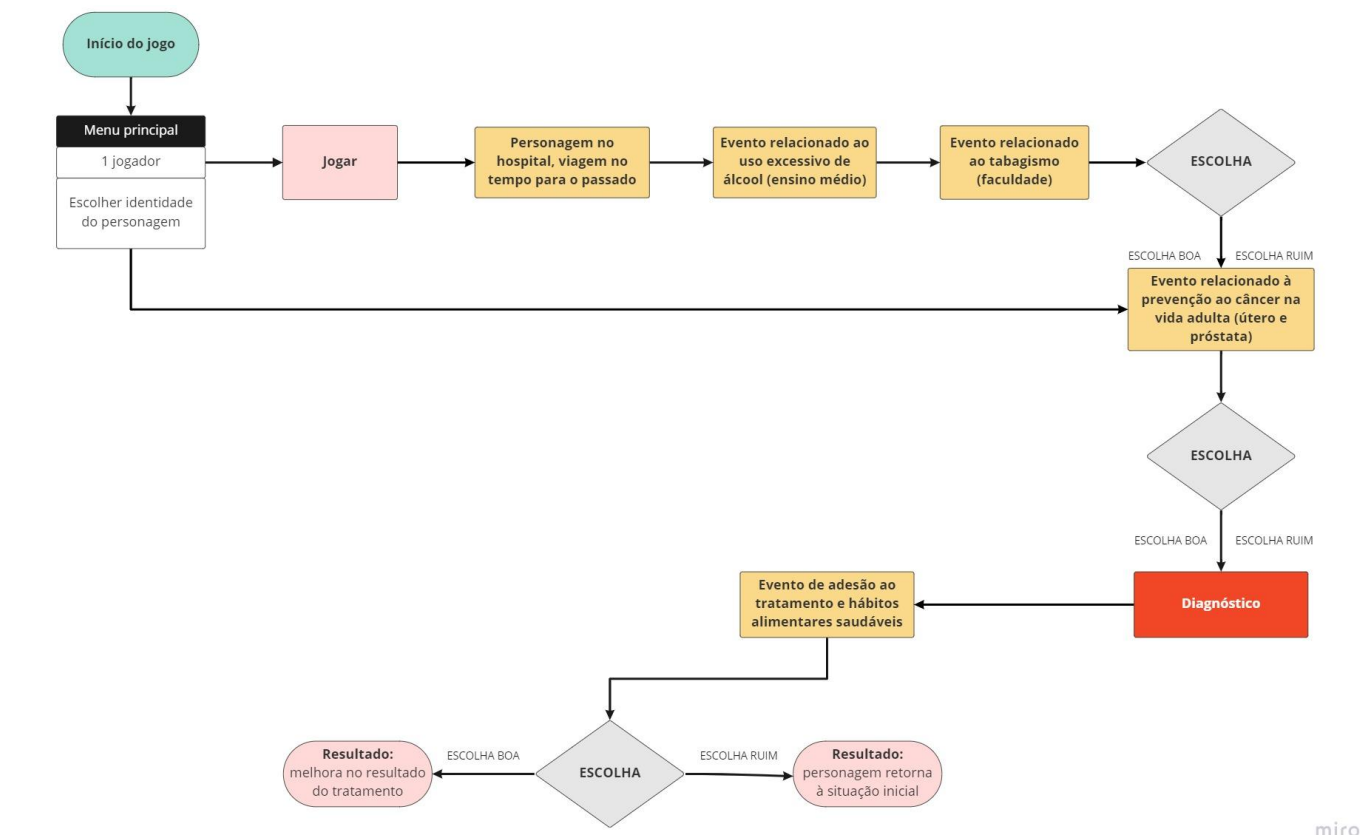 Início do jogo
Menu principal
1 jogador
Escolher identidade
do personagem
Jogar
Personagem no
hospital, viagem no
tempo para o passado
Evento relacionado ao
uso excessivo de
álcool (ensino médio)
Evento relacionado
ao tabagismo
(faculdade)
ESCOLHA
ESCOLHA BOA
ESCOLHA RUIM
Evento relacionado à
prevenção ao câncer na
vida adulta (útero e
próstata)
ESCOLHA
ESCOLHA BOA
ESCOLHA RUIM
Diagnóstico
Evento de adesão ao
tratamento e hábitos
alimentares saudáveis
ESCOLHA
ESCOLHA BOA
ESCOLHA RUIM
Resultado:
melhora no resultado
do tratamento
Resultado:
personagem retorna
à situação inicial
miro